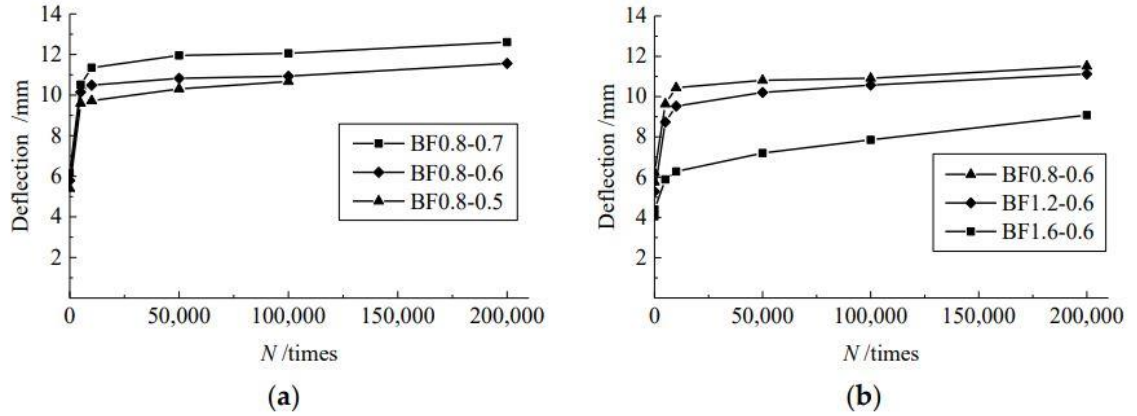 14
12
10
8
6
4
2
Deflection /mm
BF0.8-0.7
BF0.8-0.6
BF0.8-0.5
0
50,000
100,000
150,000
200,000
N /times
(a)
14
12
10
8
6
4
2
Deflection /mm
BF0.8-0.6
BF1.2-0.6
BF1.6-0.6
0
50,000
100,000
150,000
200,000
N /times
(b)